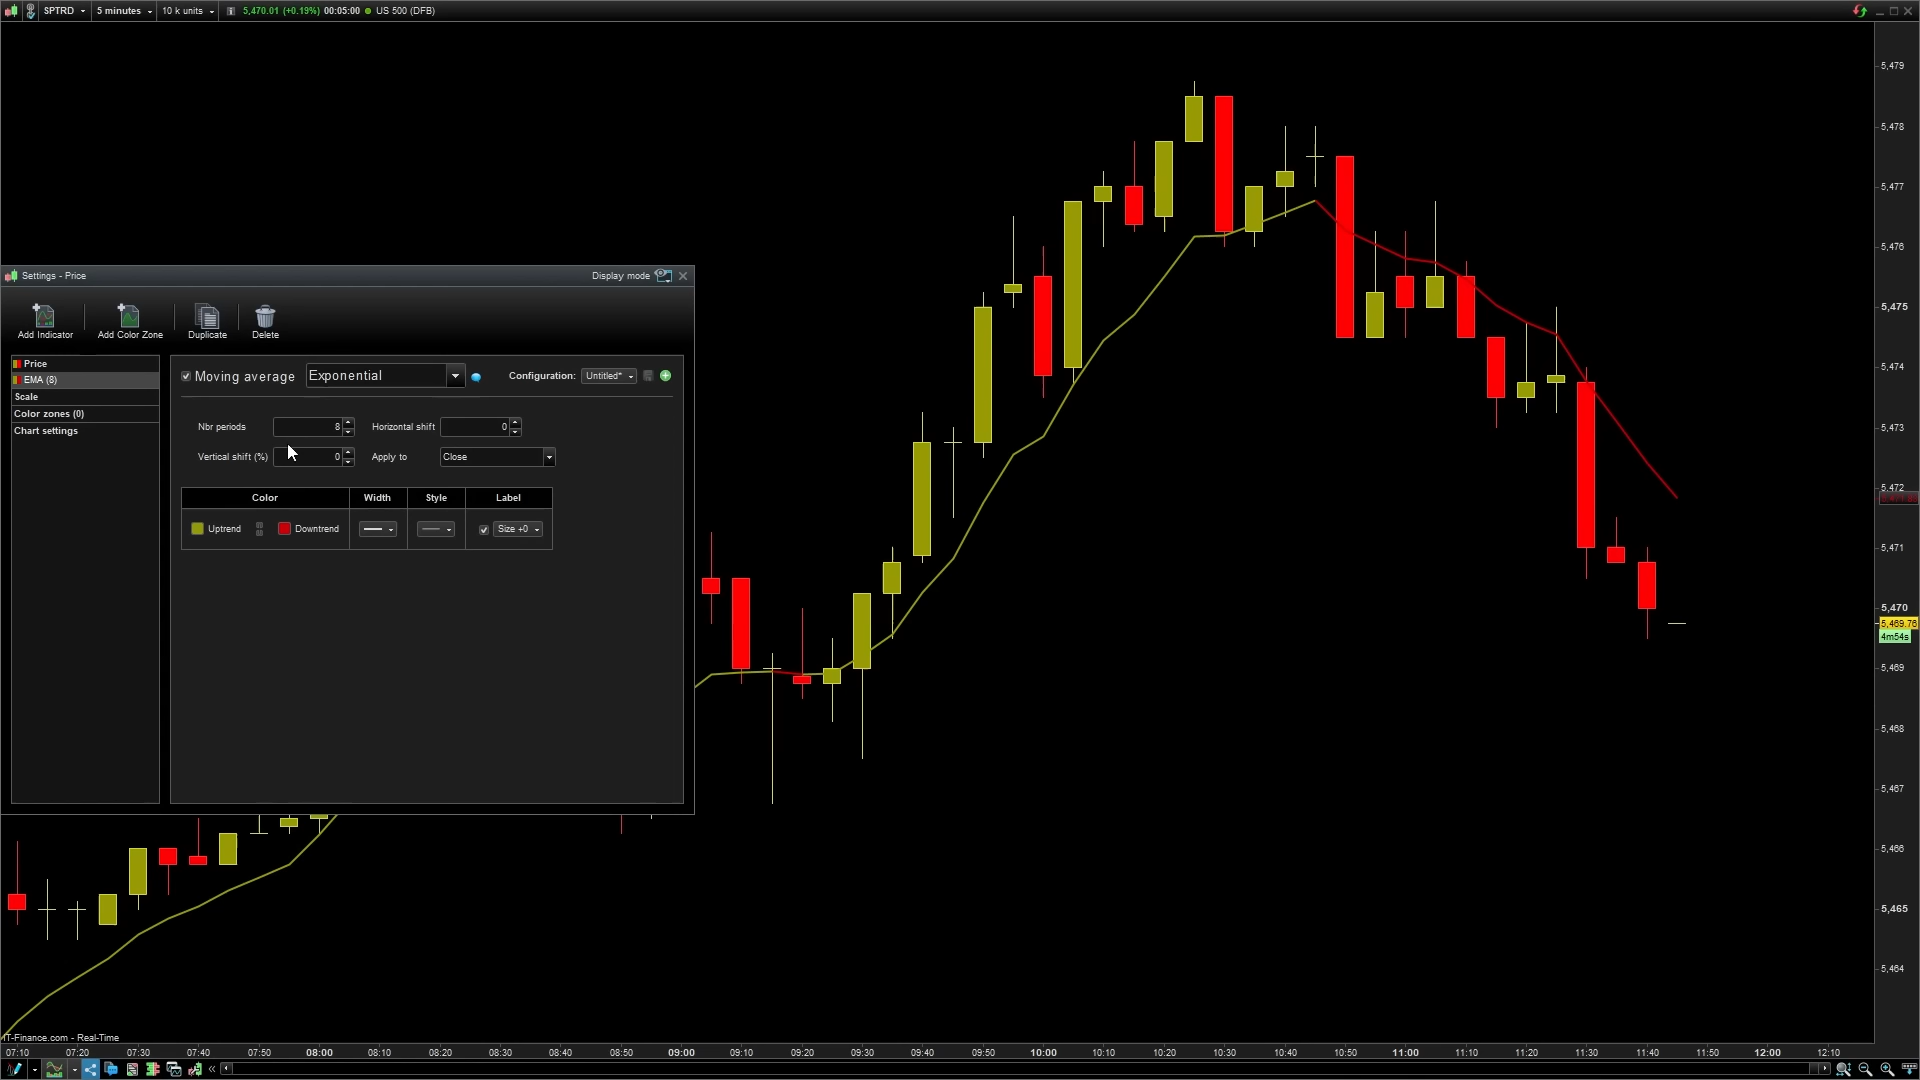 SPTRD 5 minutes 10 k units 5,470.01 (+0.19%) 00:05:00 US 500 (DFB)
Settings - Price Display mode
Add Indicator Add Color Zone Duplicate Delete
Price
EMA (8)
Scale
Color zones (0)
Chart settings
Moving average Exponential Configuration: Untitled*
Nbr periods 8 Horizontal shift 0
Vertical shift (%) 0 Apply to Close
Color Width Style Label
Uptrend Downtrend Size +0
5,479
5,478
5,477
5,476
5,475
5,474
5,473
5,472
5,471
5,470
5,469.76
4m54s
5,469
5,468
5,467
5,466
5,465
5,464
IT-Finance.com - Real-Time
07:10 07:20 07:30 07:40 07:50 08:00 08:10 08:20 08:30 08:40 08:50 09:00 09:10 09:20 09:30 09:40 09:50 10:00 10:10 10:20 10:30 10:40 10:50 11:00 11:10 11:20 11:30 11:40 11:50 12:00 12:10